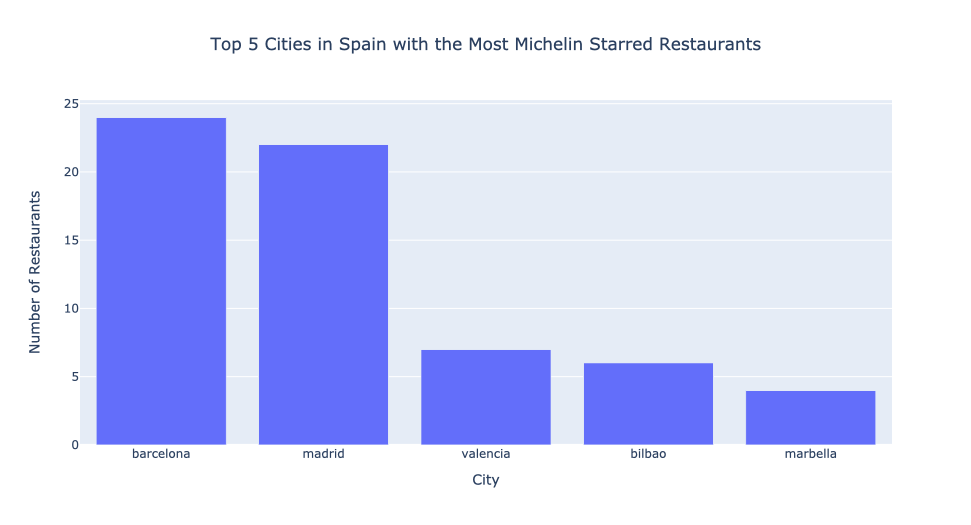 Top 5 Cities in Spain with the Most Michelin Starred Restaurants
Number of Restaurants
25
20
15
10
5
0
barcelona madrid valencia bilbao marbella
City